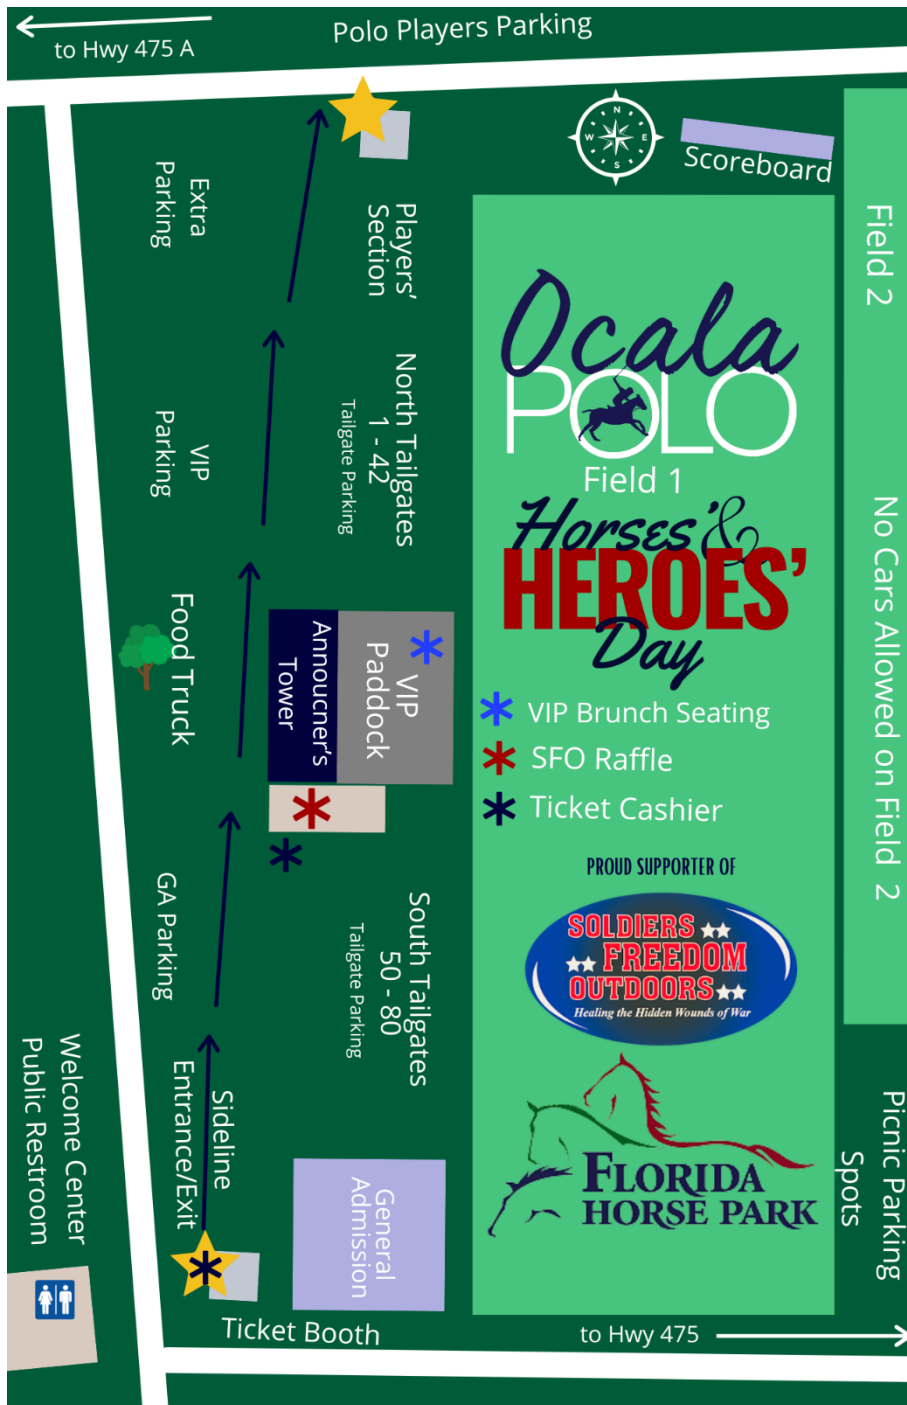 to Hwy 475 A
Polo Players Parking
N
W
E
S
Scoreboard
Extra
Parking
Players'
Section
Field 2
Ocala
POLO
Field 1
North Tailgates
1 - 42
Tailgate Parking
VIP
Parking
Horses' &
HEROES'
Day
No Cars Allowed on Field 2
Food Truck
Annoucner's
Tower
VIP
Paddock
VIP Brunch Seating
SFO Raffle
Ticket Cashier
PROUD SUPPORTER OF
SOLDIERS
FREEDOM
OUTDOORS
Healing the Hidden Wounds of War
GA Parking
South Tailgates
50 - 80
Tailgate Parking
Welcome Center
Public Restroom
Sideline
Entrance/Exit
General
Admission
FLORIDA
HORSE PARK
Picnic Parking
Spots
Ticket Booth
to Hwy 475